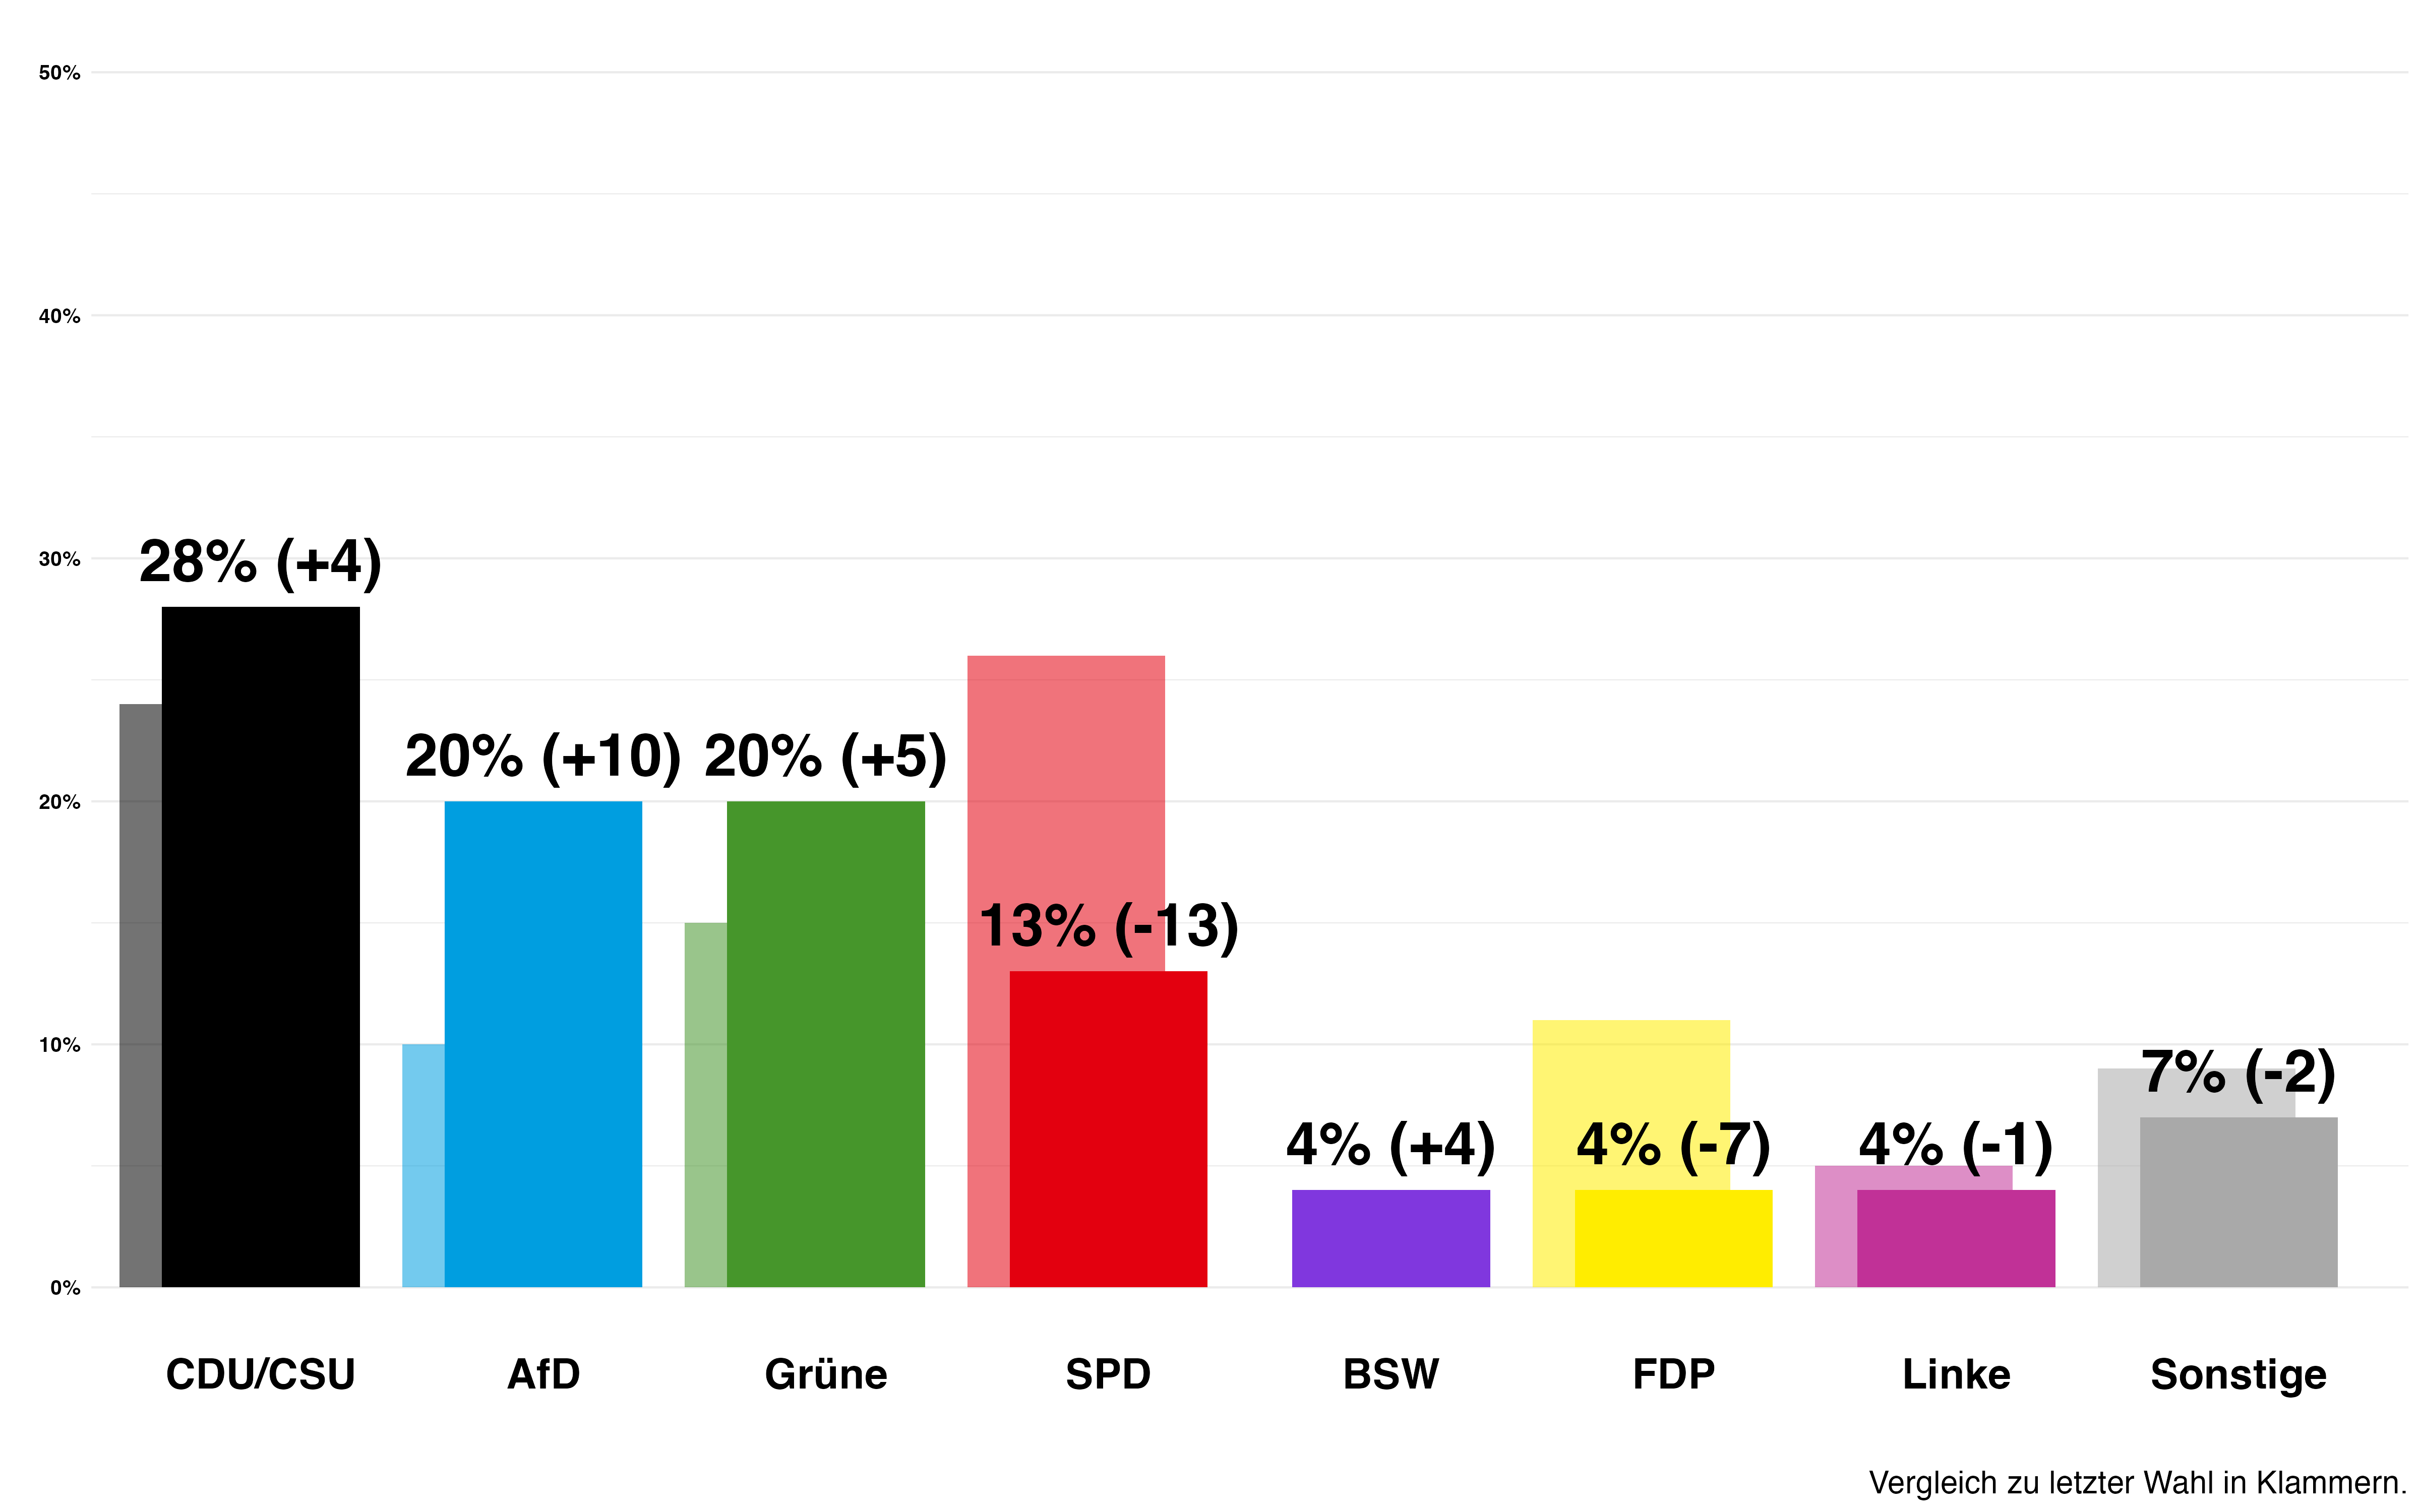 50%
40%
30%
20%
10%
0%
28% (+4)
20% (+10)
20% (+5)
13% (-13)
4% (+4)
4% (-7)
4% (-1)
7% (-2)
CDU/CSU
AfD
Grüne
SPD
BSW
FDP
Linke
Sonstige
Vergleich zu letzter Wahl in Klammern.